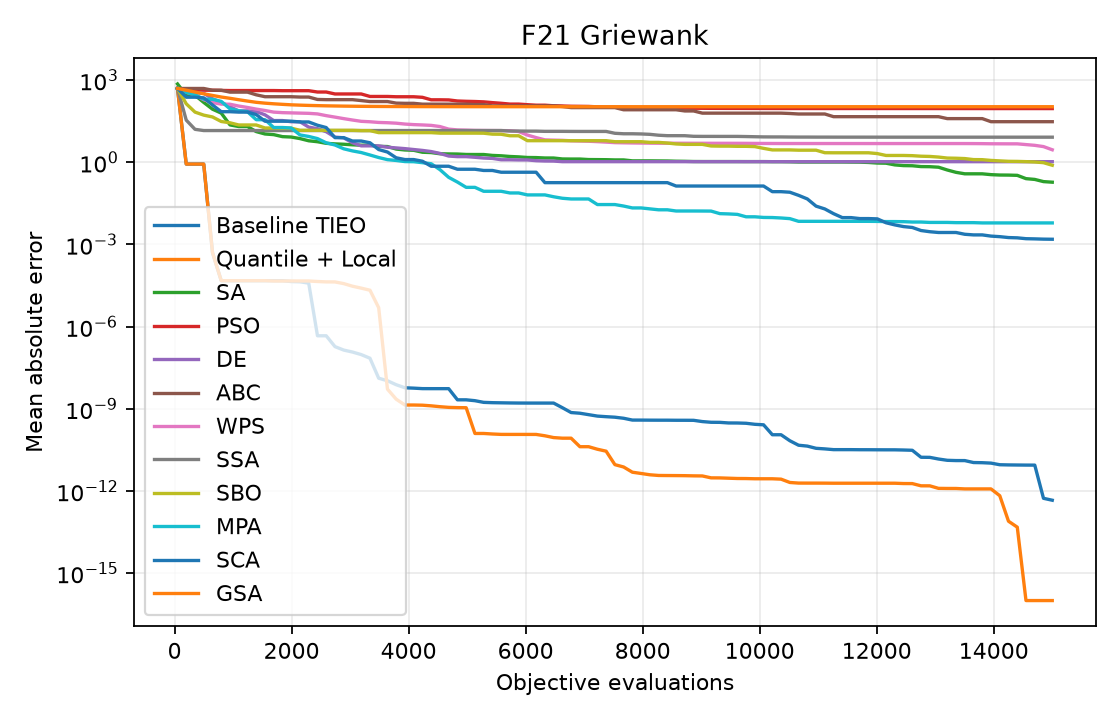 F21 Griewank
Mean absolute error
10^3
10^0
10^-3
10^-6
10^-9
10^-12
10^-15
Baseline TIEO
Quantile + Local
SA
PSO
DE
ABC
WPS
SSA
SBO
MPA
SCA
GSA
0 2000 4000 6000 8000 10000 12000 14000
Objective evaluations